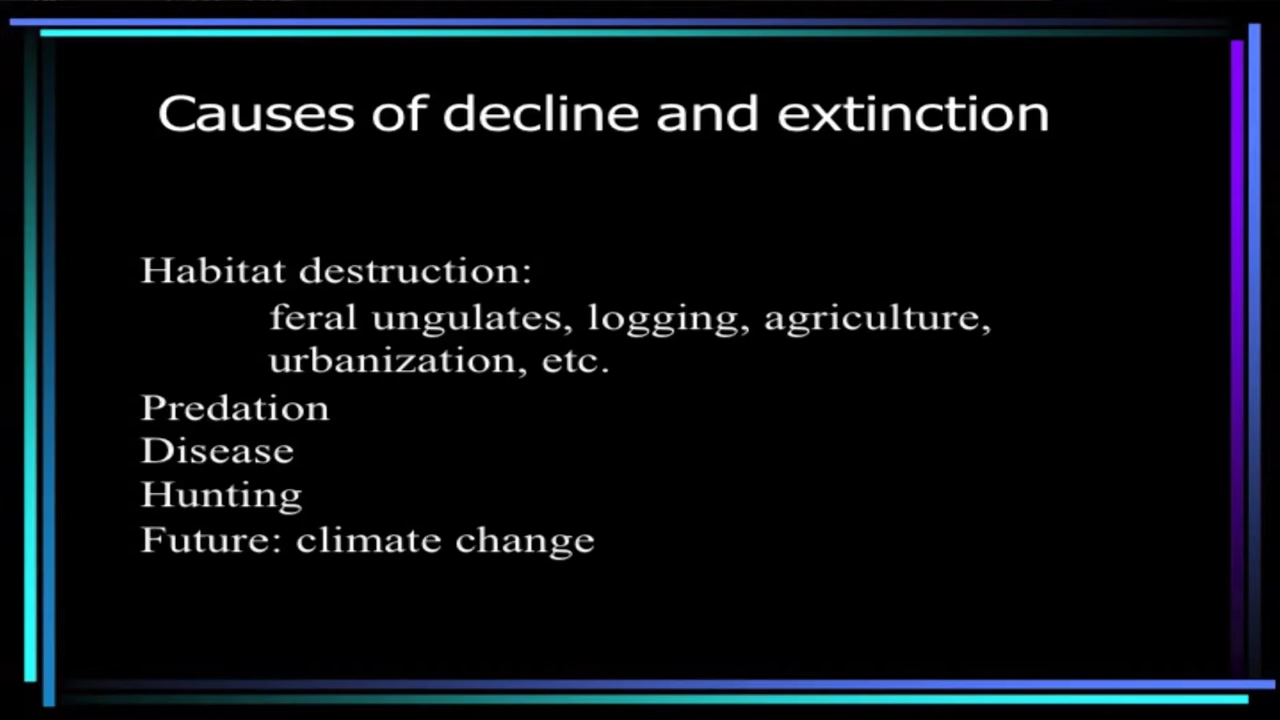 Causes of decline and extinction
Habitat destruction:
feral ungulates, logging, agriculture,
urbanization, etc.
Predation
Disease
Hunting
Future: climate change